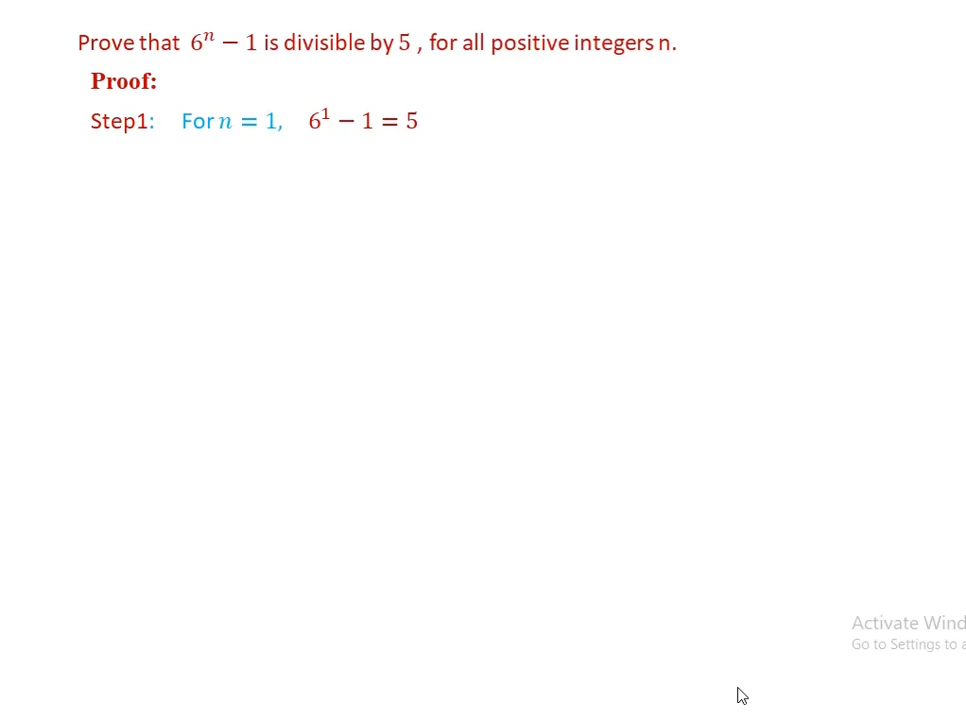 Prove that 6ⁿ − 1 is divisible by 5 , for all positive integers n.
Proof:
Step1: For n = 1, 6¹ − 1 = 5
Activate Wind
Go to Settings to a